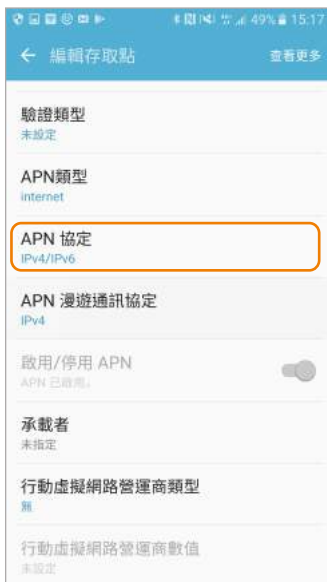 49% 15:17
編輯存取點 查看更多
驗證類型
未設定
APN類型
internet
APN 協定
IPv4/IPv6
APN 漫遊通訊協定
IPv4
啟用/停用 APN
APN 已啟用。
承載者
未指定
行動虛擬網路營運商類型
無
行動虛擬網路營運商數值
未設定